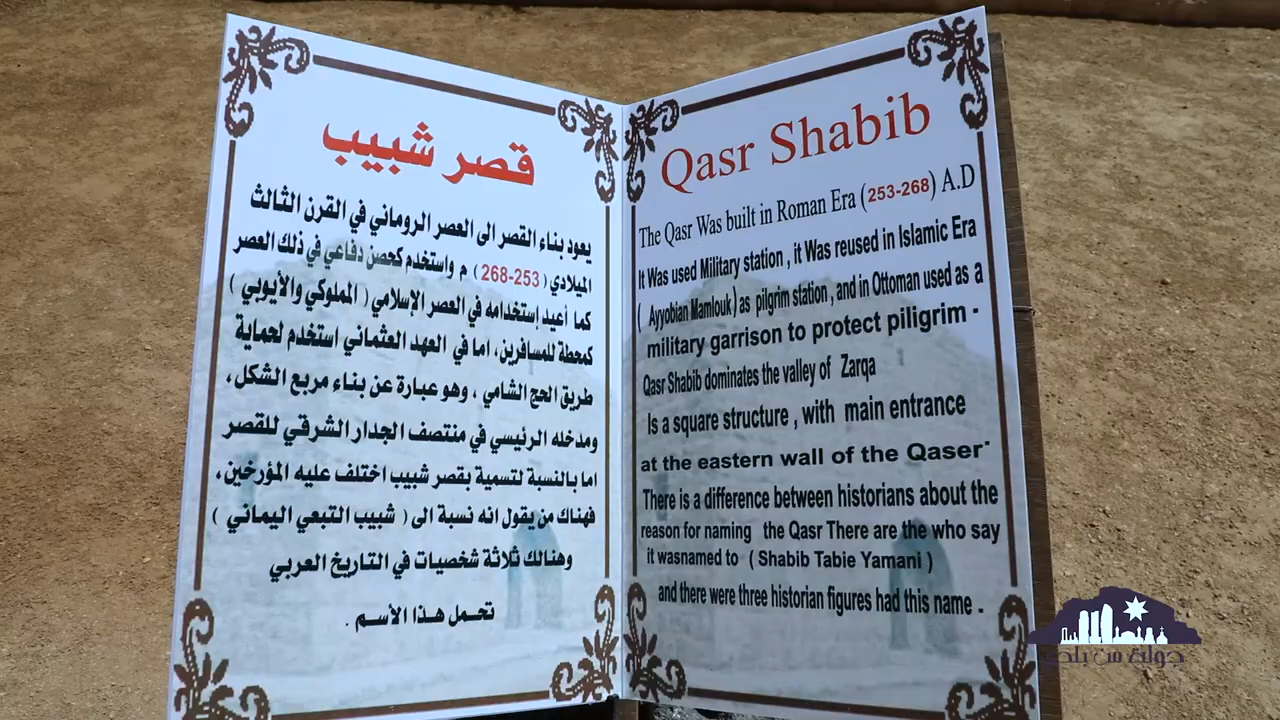 قصر شبيب
يعود بناء القصر الى العصر الروماني في القرن الثالث
الميلادي ( 253-268 ) م واستخدم كحصن دفاعي في ذلك العصر
كما أعيد إستخدامه في العصر الإسلامي ( المملوكي والأيوبي )
كمحطة للمسافرين، اما في العهد العثماني استخدم لحماية
طريق الحج الشامي ، وهو عبارة عن بناء مربع الشكل،
ومدخله الرئيسي في منتصف الجدار الشرقي للقصر
اما بالنسبة لتسمية بقصر شبيب اختلف عليه المؤرخين،
فهناك من يقول انه نسبة الى ( شبيب التبعي اليماني )
وهنالك ثلاثة شخصيات في التاريخ العربي
تحمل هذا الأسم .
Qasr Shabib
The Qasr Was built in Roman Era (253-268) A.D
It Was used Military station , it Was reused in Islamic Era
( Ayyobian Mamlouk ) as pilgrim station , and in Ottoman used as a
military garrison to protect piligrim -
Qasr Shabib dominates the valley of Zarqa
Is a square structure , with main entrance
at the eastern wall of the Qaser.
There is a difference between historians about the
reason for naming the Qasr There are the who say
it wasnamed to ( Shabib Tabie Yamani )
and there were three historian figures had this name -
جولة من بلدي